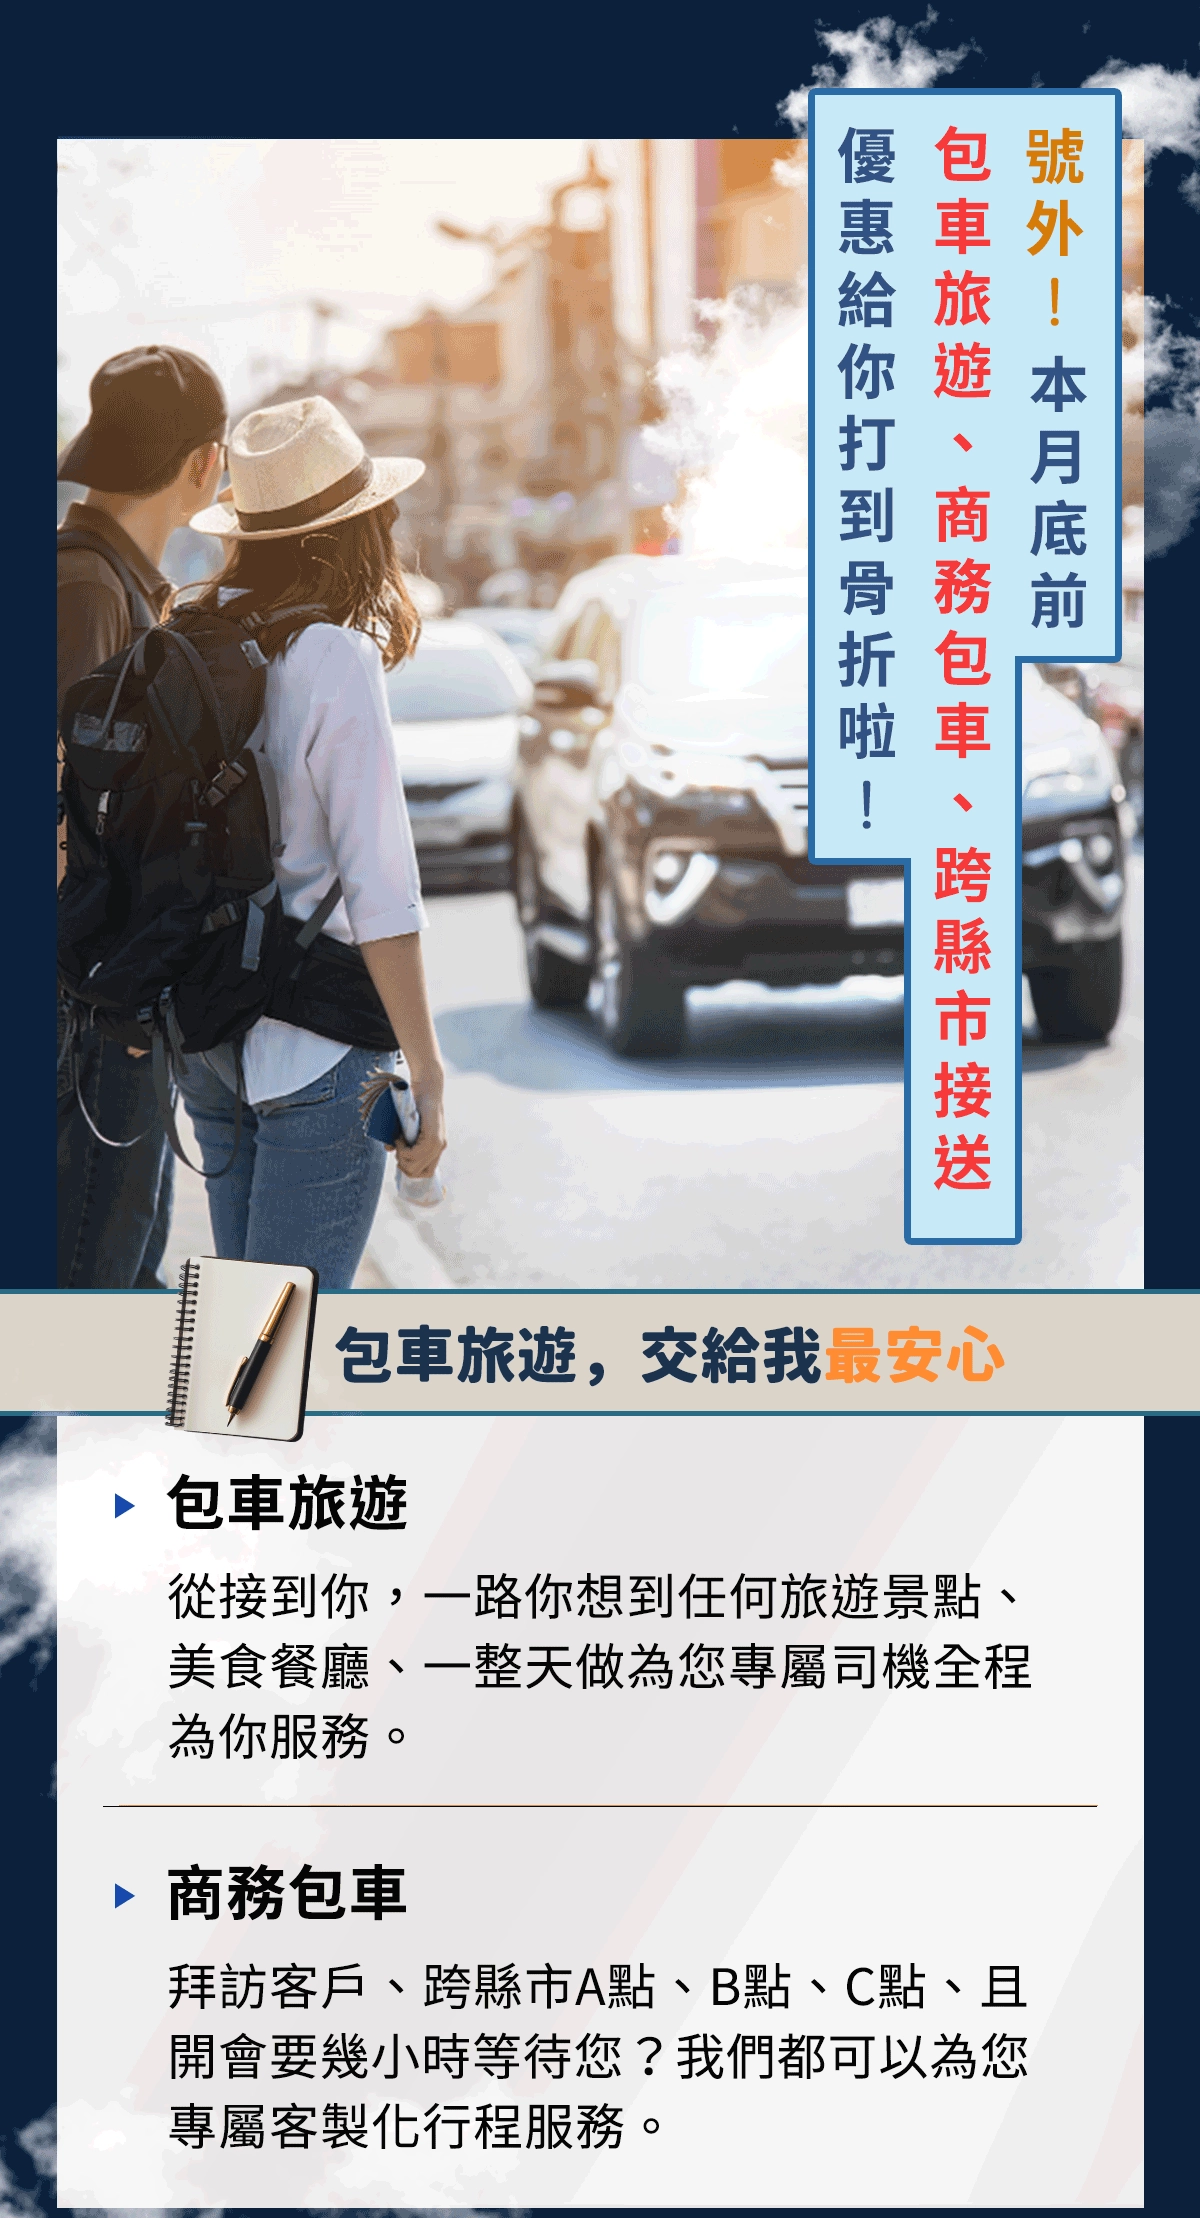 號外！本月底前
包車旅遊、商務包車、跨縣市接送
優惠給你打到骨折啦！
包車旅遊，交給我最安心
包車旅遊
從接到你，一路你想到任何旅遊景點、
美食餐廳、一整天做為您專屬司機全程
為你服務。
商務包車
拜訪客戶、跨縣市A點、B點、C點、且
開會要幾小時等待您？我們都可以為您
專屬客製化行程服務。